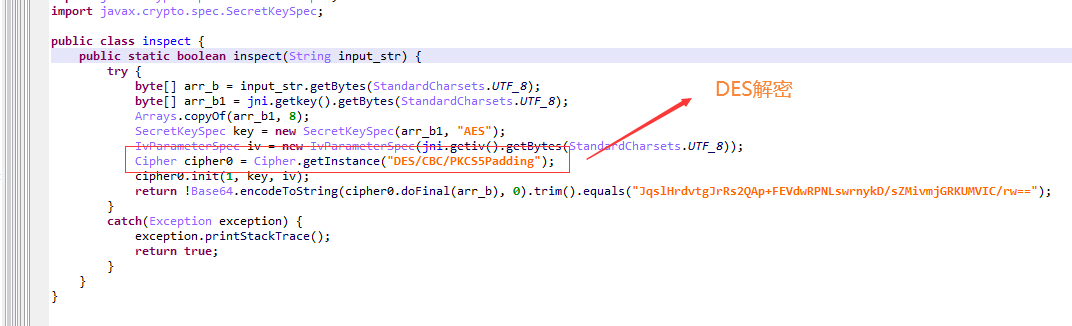 import javax.crypto.spec.SecretKeySpec;
public class inspect {
public static boolean inspect(String input_str) {
try {
byte[] arr_b = input_str.getBytes(StandardCharsets.UTF_8);
byte[] arr_b1 = jni.getkey().getBytes(StandardCharsets.UTF_8);
Arrays.copyOf(arr_b1, 8);
SecretKeySpec key = new SecretKeySpec(arr_b1, "AES");
IvParameterSpec iv = new IvParameterSpec(jni.getiv().getBytes(StandardCharsets.UTF_8));
Cipher cipher0 = Cipher.getInstance("DES/CBC/PKCS5Padding");
cipher0.init(1, key, iv);
return !Base64.encodeToString(cipher0.doFinal(arr_b), 0).trim().equals("JqslHrdvtgJrRs2QAp+FEVdwRPNLswrnykD/sZMivmjGRKUMVIC/rw==");
}
catch(Exception exception) {
exception.printStackTrace();
return true;
}
}
}
DES解密